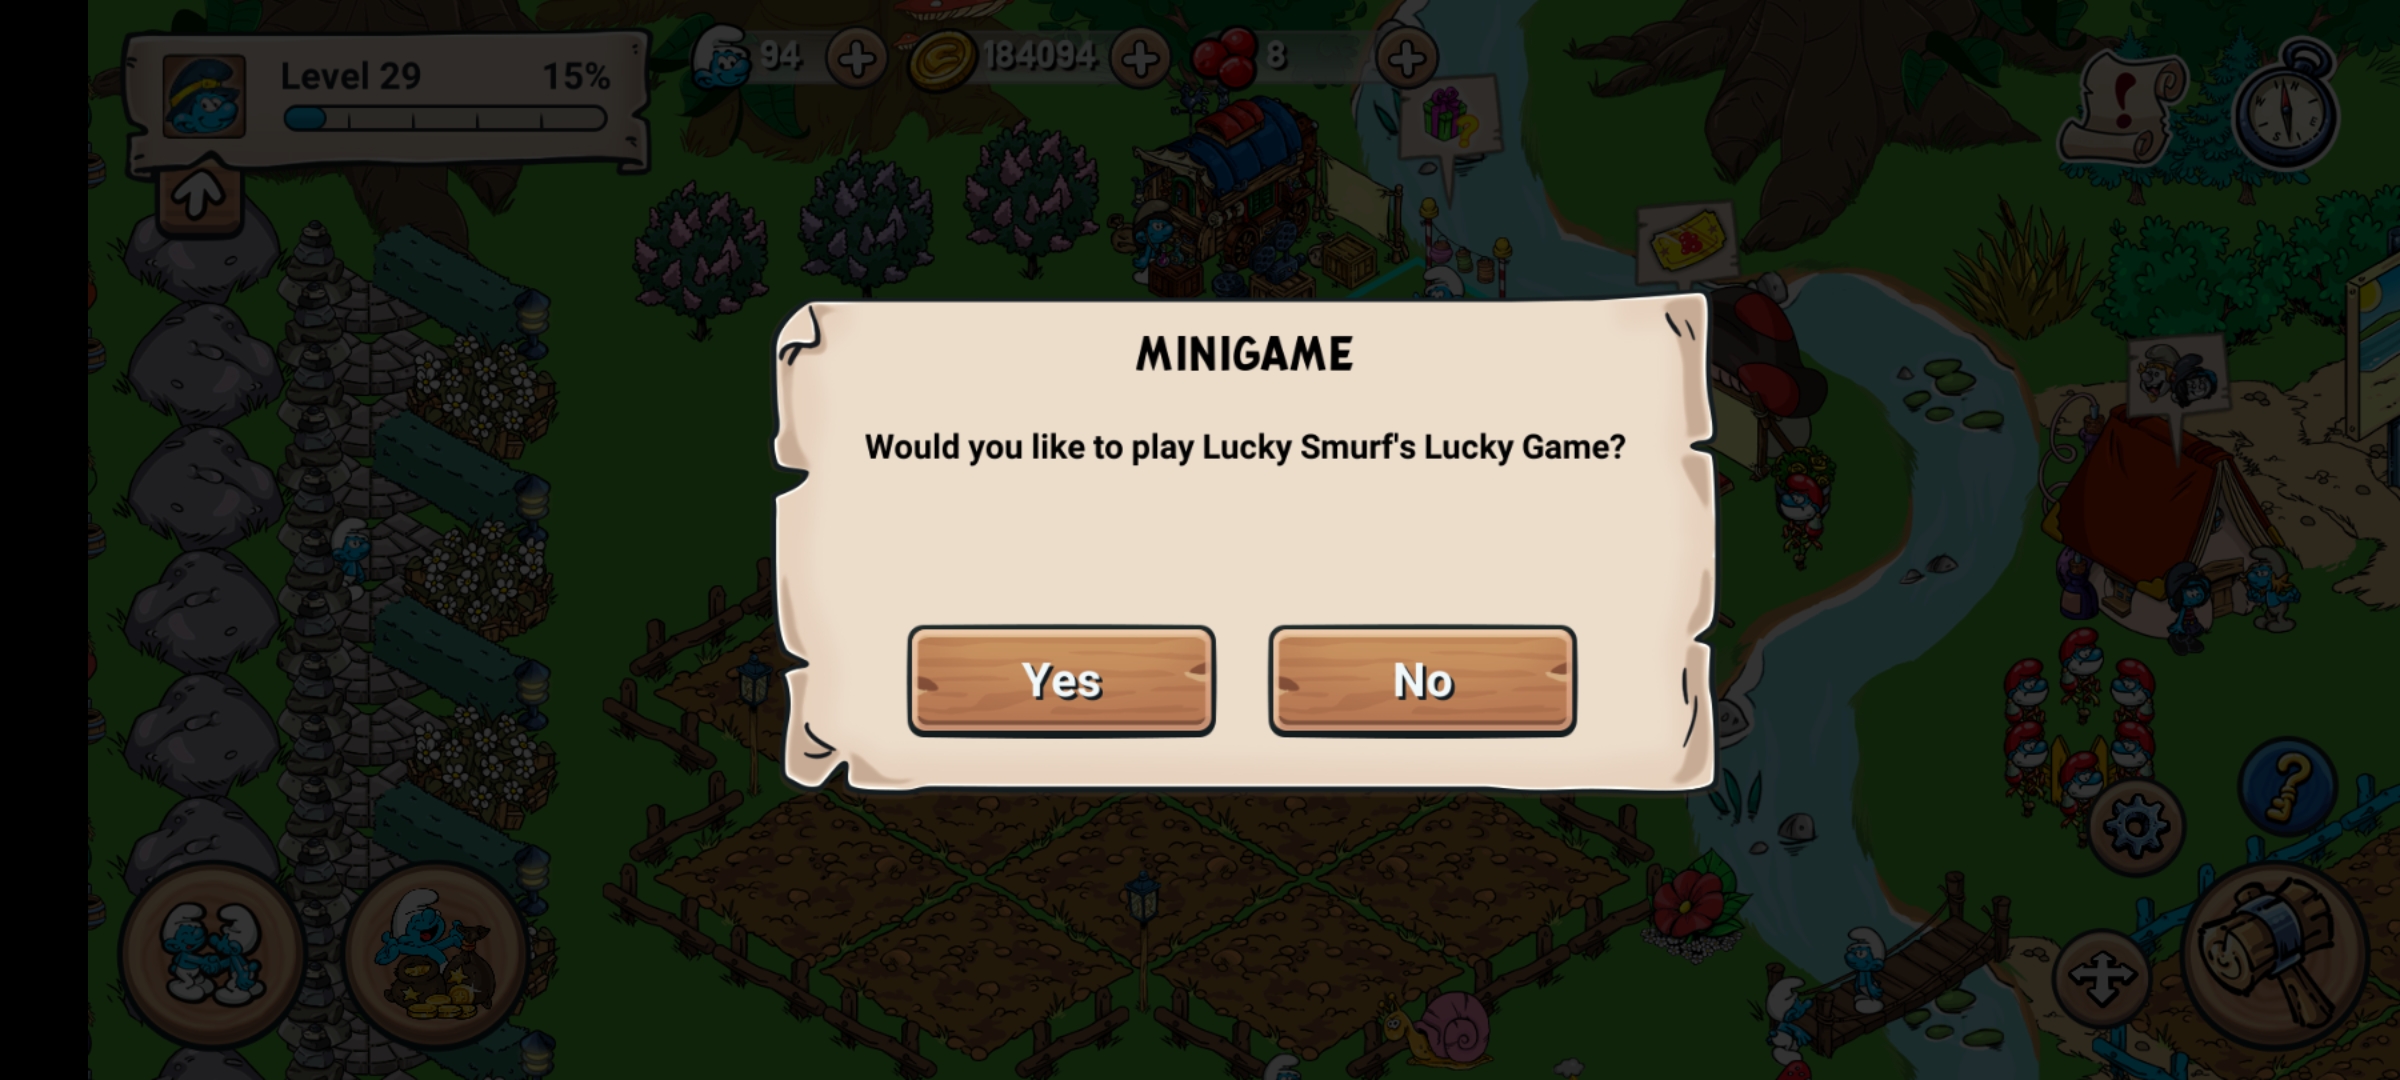 Level 29 15%
94
184094
8
MINIGAME
Would you like to play Lucky Smurf's Lucky Game?
Yes
No